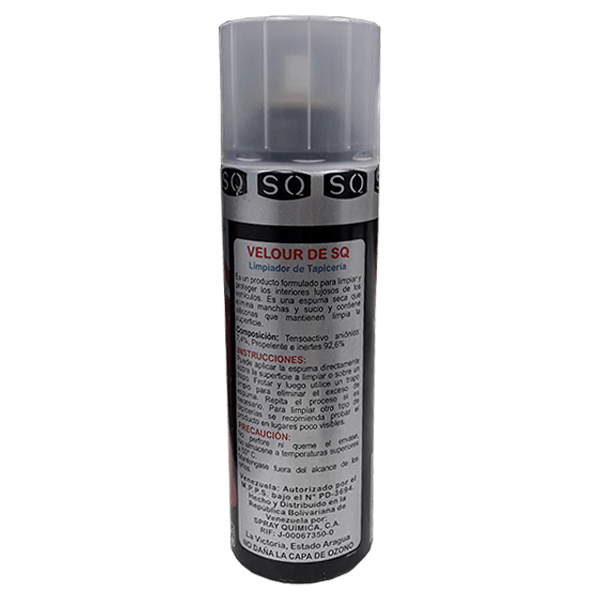 SQ SQ SQ
VELOUR DE SQ
Limpiador de Tapicería
Es un producto formulado para limpiar y
proteger los interiores lujosos de los
vehículos. Es una espuma seca que
elimina manchas y sucio y contiene
siliconas que mantienen limpia la
superficie.
Composición: Tensoactivo aniónico
7,4%, Propelente e inertes 92,6%
INSTRUCCIONES:
Puede aplicar la espuma directamente
sobre la superficie a limpiar o sobre un
trapo. Frotar y luego utilice un trapo
limpio para eliminar el exceso de
espuma. Repita el proceso si es
necesario. Para limpiar otro tipo de
tapicerías se recomienda probar el
producto en lugares poco visibles.
PRECAUCIÓN:
No perfore ni queme el envase.
No almacene a temperaturas superiores
a 50° C.
Manténgase fuera del alcance de los
niños.
Venezuela: Autorizado por el
M.P.P.S. bajo el N° PD-3694.
Hecho y Distribuido en la
República Bolivariana de
Venezuela por:
SPRAY QUÍMICA, C.A.
RIF: J-00067350-0
La Victoria, Estado Aragua
NO DAÑA LA CAPA DE OZONO